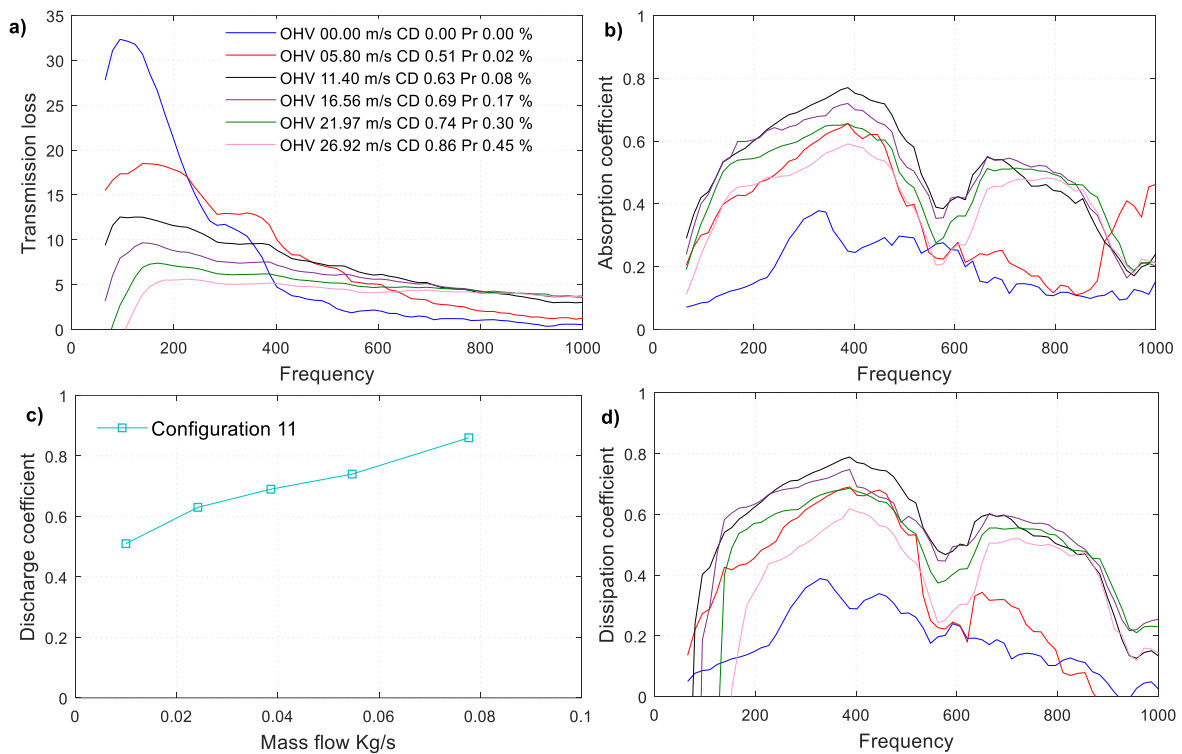 a)
35
30
25
20
15
10
5
0
Transmission loss
OHV 00.00 m/s CD 0.00 Pr 0.00 %
OHV 05.80 m/s CD 0.51 Pr 0.02 %
OHV 11.40 m/s CD 0.63 Pr 0.08 %
OHV 16.56 m/s CD 0.69 Pr 0.17 %
OHV 21.97 m/s CD 0.74 Pr 0.30 %
OHV 26.92 m/s CD 0.86 Pr 0.45 %
0 200 400 600 800 1000
Frequency
b)
1
0.8
0.6
0.4
0.2
0
Absorption coefficient
0 200 400 600 800 1000
Frequency
c)
1
0.8
0.6
0.4
0.2
0
Discharge coefficient
Configuration 11
0 0.02 0.04 0.06 0.08 0.1
Mass flow Kg/s
d)
1
0.8
0.6
0.4
0.2
0
Dissipation coefficient
0 200 400 600 800 1000
Frequency